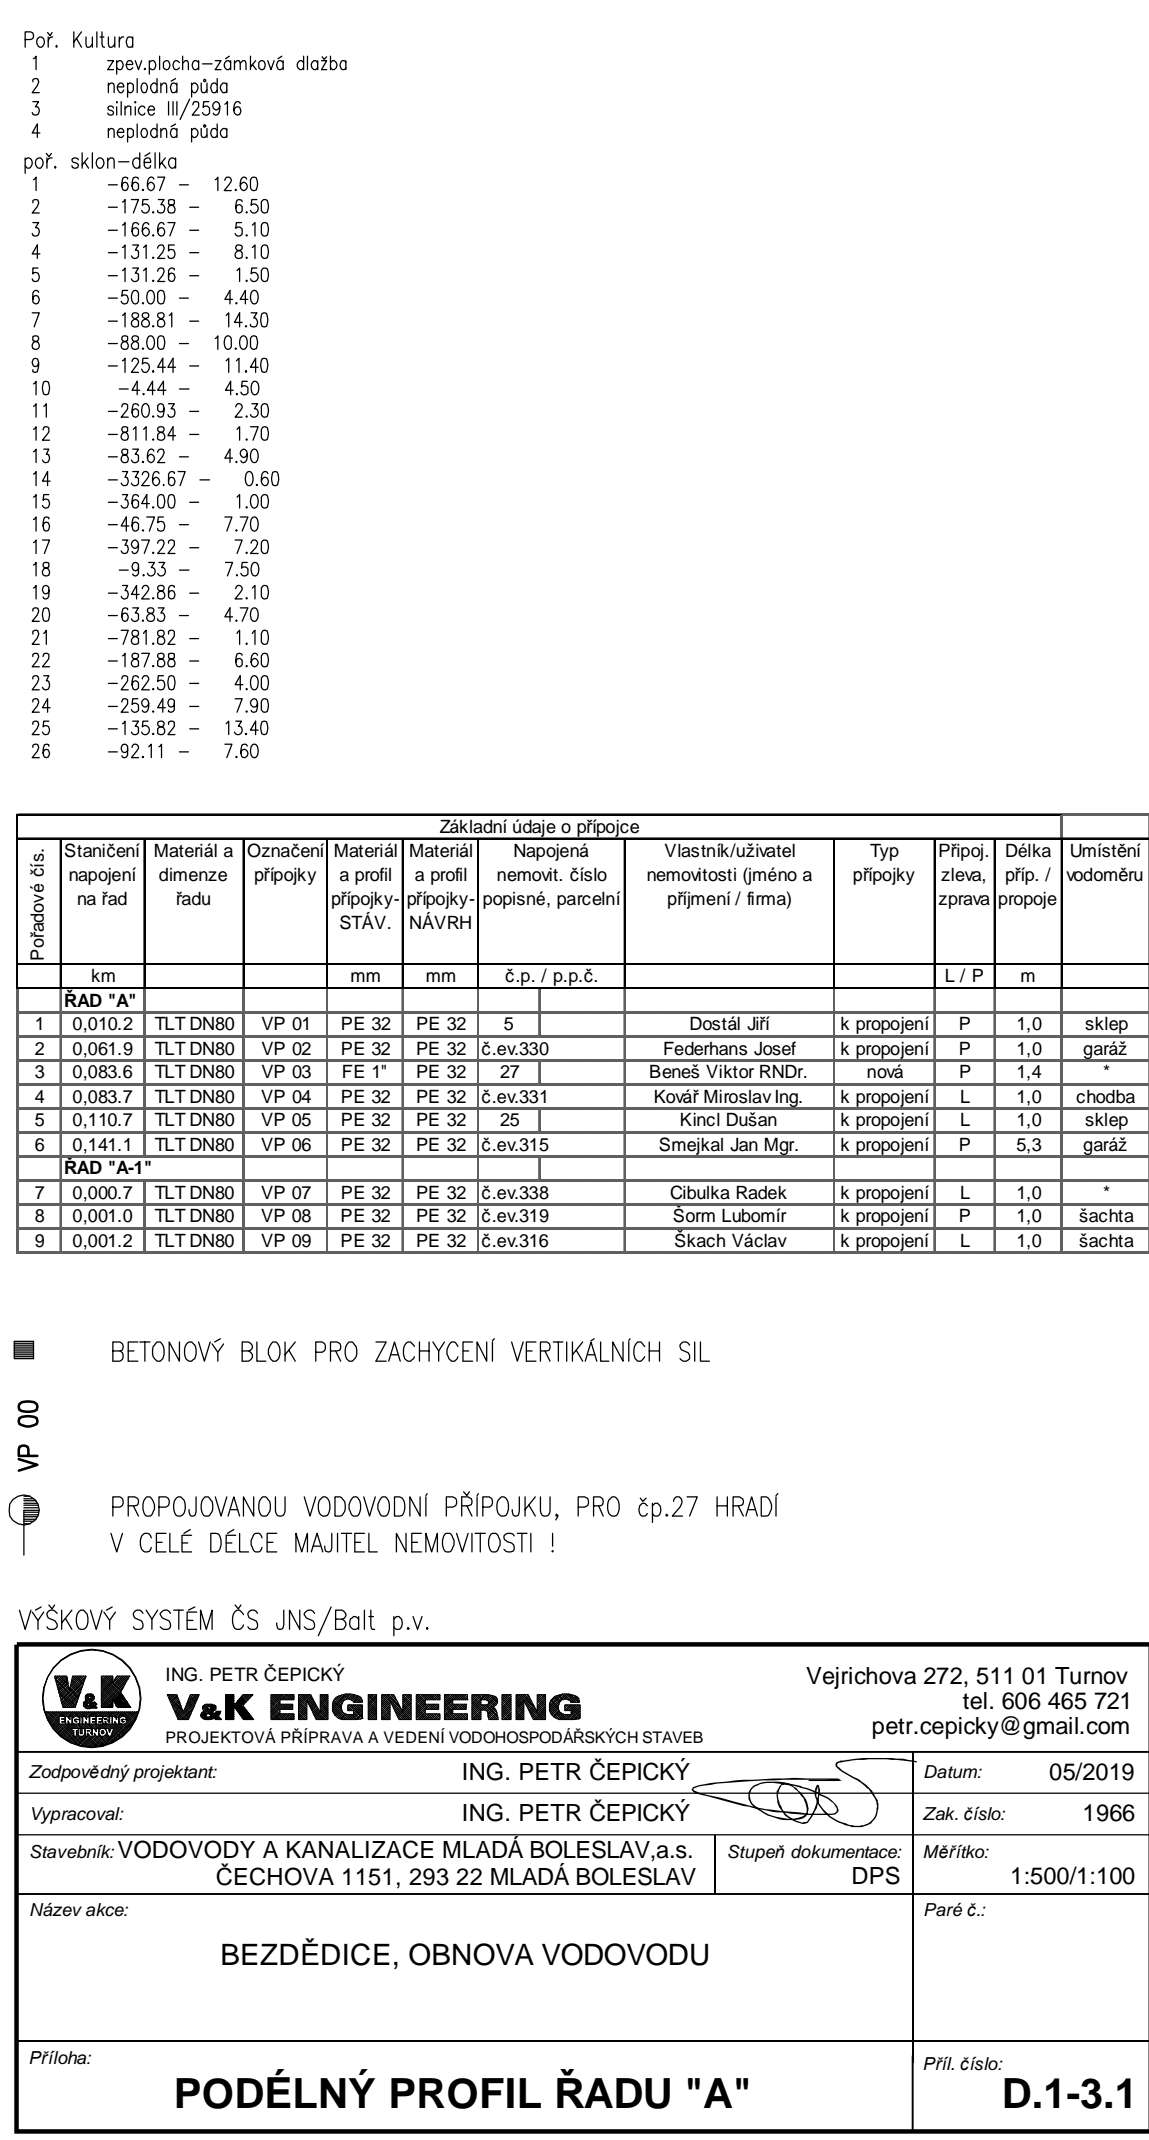 Poř. Kultura
1 zpev.plocha-zámková dlažba
2 neplodná půda
3 silnice III/25916
4 neplodná půda
poř. sklon-délka
1 -66.67 - 12.60
2 -175.38 - 6.50
3 -166.67 - 5.10
4 -131.25 - 8.10
5 -131.26 - 1.50
6 -50.00 - 4.40
7 -188.81 - 14.30
8 -88.00 - 10.00
9 -125.44 - 11.40
10 -4.44 - 4.50
11 -260.93 - 2.30
12 -811.84 - 1.70
13 -83.62 - 4.90
14 -3326.67 - 0.60
15 -364.00 - 1.00
16 -46.75 - 7.70
17 -397.22 - 7.20
18 -9.33 - 7.50
19 -342.86 - 2.10
20 -63.83 - 4.70
21 -781.82 - 1.10
22 -187.88 - 6.60
23 -262.50 - 4.00
24 -259.49 - 7.90
25 -135.82 - 13.40
26 -92.11 - 7.60
Základní údaje o přípojce
Pořadové čís. Staničení napojení na řad Materiál a dimenze řadu Označení přípojky Materiál a profil přípojky-STÁV. Materiál a profil přípojky-NÁVRH Napojená nemovit. číslo popisné, parcelní Vlastník/uživatel nemovitosti (jméno a příjmení / firma) Typ přípojky Připoj. zleva, zprava Délka příp. / propoje Umístění vodoměru
km mm mm č.p. / p.p.č. L / P m
ŘAD "A"
1 0,010.2 TLT DN80 VP 01 PE 32 PE 32 5 Dostál Jiří k propojení P 1,0 sklep
2 0,061.9 TLT DN80 VP 02 PE 32 PE 32 č.ev.330 Federhans Josef k propojení P 1,0 garáž
3 0,083.6 TLT DN80 VP 03 FE 1" PE 32 27 Beneš Viktor RNDr. nová P 1,4 *
4 0,083.7 TLT DN80 VP 04 PE 32 PE 32 č.ev.331 Kovář Miroslav Ing. k propojení L 1,0 chodba
5 0,110.7 TLT DN80 VP 05 PE 32 PE 32 25 Kincl Dušan k propojení L 1,0 sklep
6 0,141.1 TLT DN80 VP 06 PE 32 PE 32 č.ev.315 Smejkal Jan Mgr. k propojení P 5,3 garáž
ŘAD "A-1"
7 0,000.7 TLT DN80 VP 07 PE 32 PE 32 č.ev.338 Cibulka Radek k propojení L 1,0 *
8 0,001.0 TLT DN80 VP 08 PE 32 PE 32 č.ev.319 Šorm Lubomír k propojení P 1,0 šachta
9 0,001.2 TLT DN80 VP 09 PE 32 PE 32 č.ev.316 Škach Václav k propojení L 1,0 šachta
BETONOVÝ BLOK PRO ZACHYCENÍ VERTIKÁLNÍCH SIL
VP 00
PROPOJOVANOU VODOVODNÍ PŘÍPOJKU, PRO čp.27 HRADÍ
V CELÉ DÉLCE MAJITEL NEMOVITOSTI !
VÝŠKOVÝ SYSTÉM ČS JNS/Balt p.v.
V&K ENGINEERING TURNOV
ING. PETR ČEPICKÝ
V&K ENGINEERING
PROJEKTOVÁ PŘÍPRAVA A VEDENÍ VODOHOSPODÁŘSKÝCH STAVEB
Vejrichova 272, 511 01 Turnov
tel. 606 465 721
petr.cepicky@gmail.com
Zodpovědný projektant: ING. PETR ČEPICKÝ Datum: 05/2019
Vypracoval: ING. PETR ČEPICKÝ Zak. číslo: 1966
Stavebník: VODOVODY A KANALIZACE MLADÁ BOLESLAV,a.s.
ČECHOVA 1151, 293 22 MLADÁ BOLESLAV
Stupeň dokumentace: DPS
Měřítko: 1:500/1:100
Název akce:
BEZDĚDICE, OBNOVA VODOVODU
Paré č.:
Příloha:
PODÉLNÝ PROFIL ŘADU "A"
Příl. číslo:
D.1-3.1